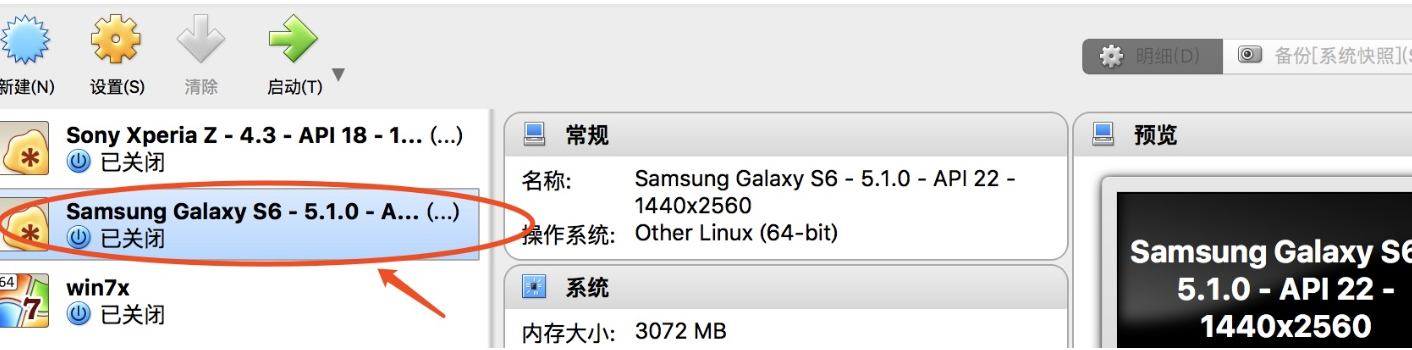 新建(N) 设置(S) 清除 启动(T) 明细(D) 备份[系统快照](S
Sony Xperia Z - 4.3 - API 18 - 1... (...)
已关闭
Samsung Galaxy S6 - 5.1.0 - A... (...)
已关闭
64
7
win7x
已关闭
常规
名称: Samsung Galaxy S6 - 5.1.0 - API 22 -
1440x2560
操作系统: Other Linux (64-bit)
系统
内存大小: 3072 MB
预览
Samsung Galaxy S6
5.1.0 - API 22 -
1440x2560